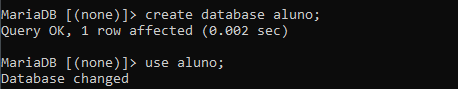 MariaDB [(none)]> create database aluno;
Query OK, 1 row affected (0.002 sec)
MariaDB [(none)]> use aluno;
Database changed